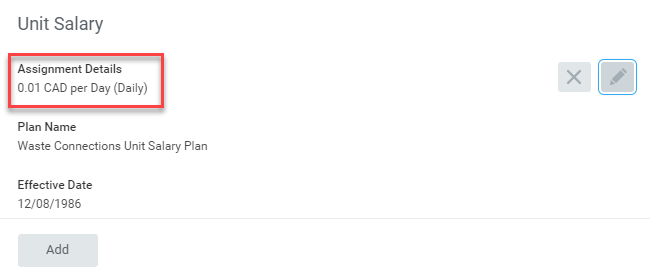 Unit Salary
Assignment Details
0.01 CAD per Day (Daily)
Plan Name
Waste Connections Unit Salary Plan
Effective Date
12/08/1986
Add